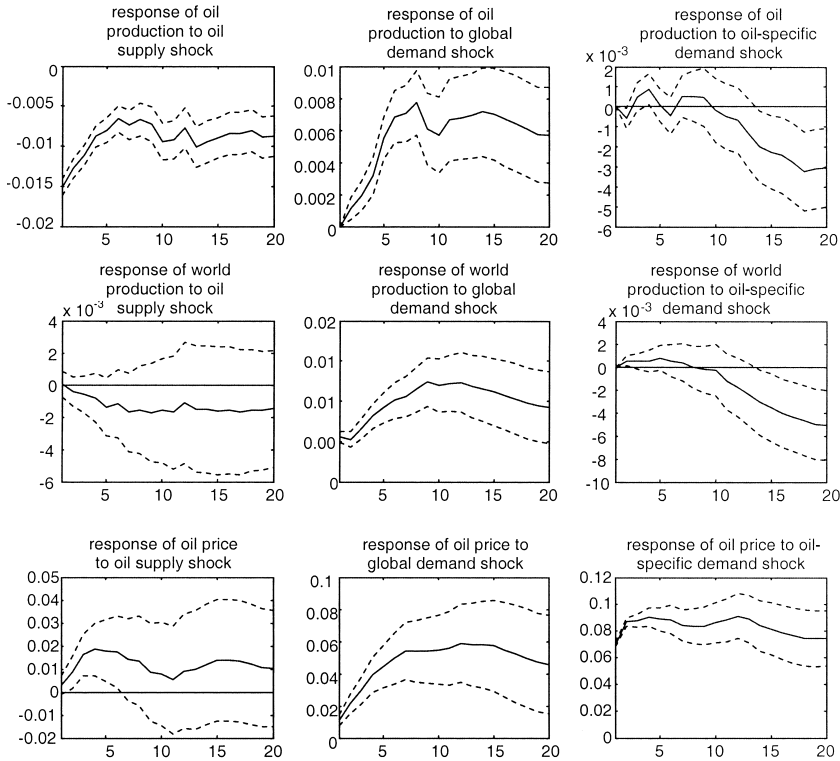 response of oil
production to oil
supply shock
0
-0.005
-0.01
-0.015
-0.02
5 10 15 20
response of oil
production to global
demand shock
0.01
0.008
0.006
0.004
0.002
0
5 10 15 20
response of oil
production to oil-specific
demand shock
x 10-3
2
1
0
-1
-2
-3
-4
-5
-6
5 10 15 20
response of world
production to oil
supply shock
x 10-3
4
2
0
-2
-4
-6
5 10 15 20
response of world
production to global
demand shock
0.02
0.01
0.01
0.00
0
5 10 15 20
response of world
production to oil-specific
demand shock
x 10-3
4
2
0
-2
-4
-6
-8
-10
5 10 15 20
response of oil price
to oil supply shock
0.05
0.04
0.03
0.02
0.01
0
-0.01
-0.02
5 10 15 20
response of oil price to
global demand shock
0.1
0.08
0.06
0.04
0.02
0
5 10 15 20
response of oil price to oil-
specific demand shock
0.12
0.1
0.08
0.06
0.04
0.02
0
5 10 15 20